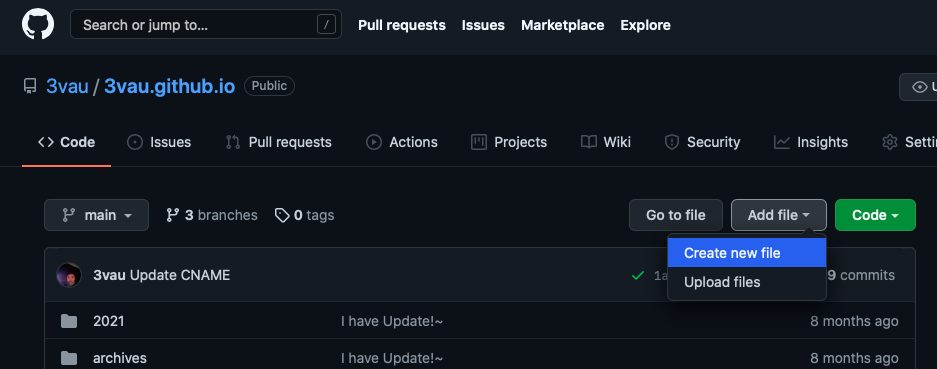 Search or jump to... / Pull requests Issues Marketplace Explore
3vau / 3vau.github.io Public
Code Issues Pull requests Actions Projects Wiki Security Insights
main 3 branches 0 tags Go to file Add file Code
Create new file
3vau Update CNAME 9 commits
Upload files
2021 I have Update!~ 8 months ago
archives I have Update!~ 8 months ago